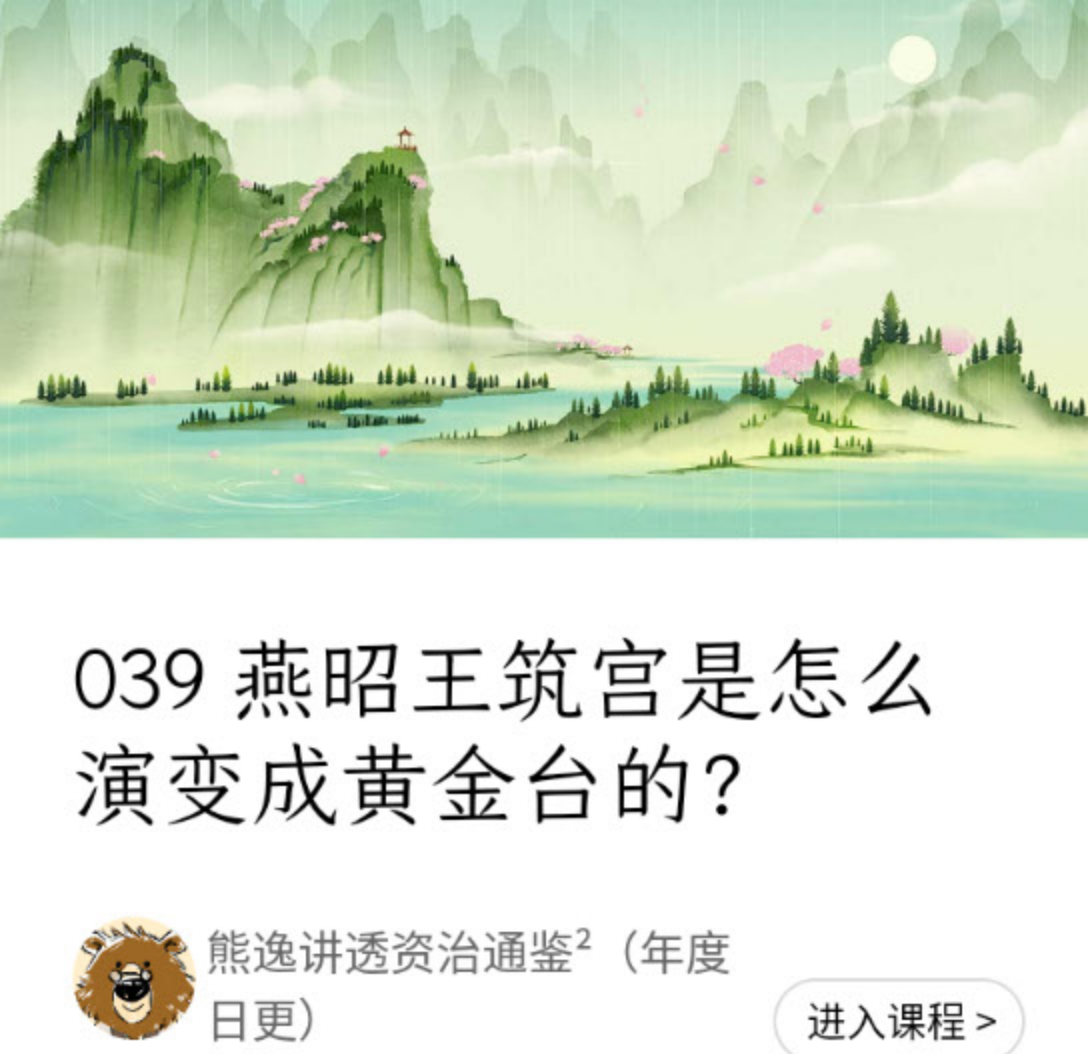 039 燕昭王筑宫是怎么
演变成黄金台的？
熊逸讲透资治通鉴²（年度
日更）
进入课程 >